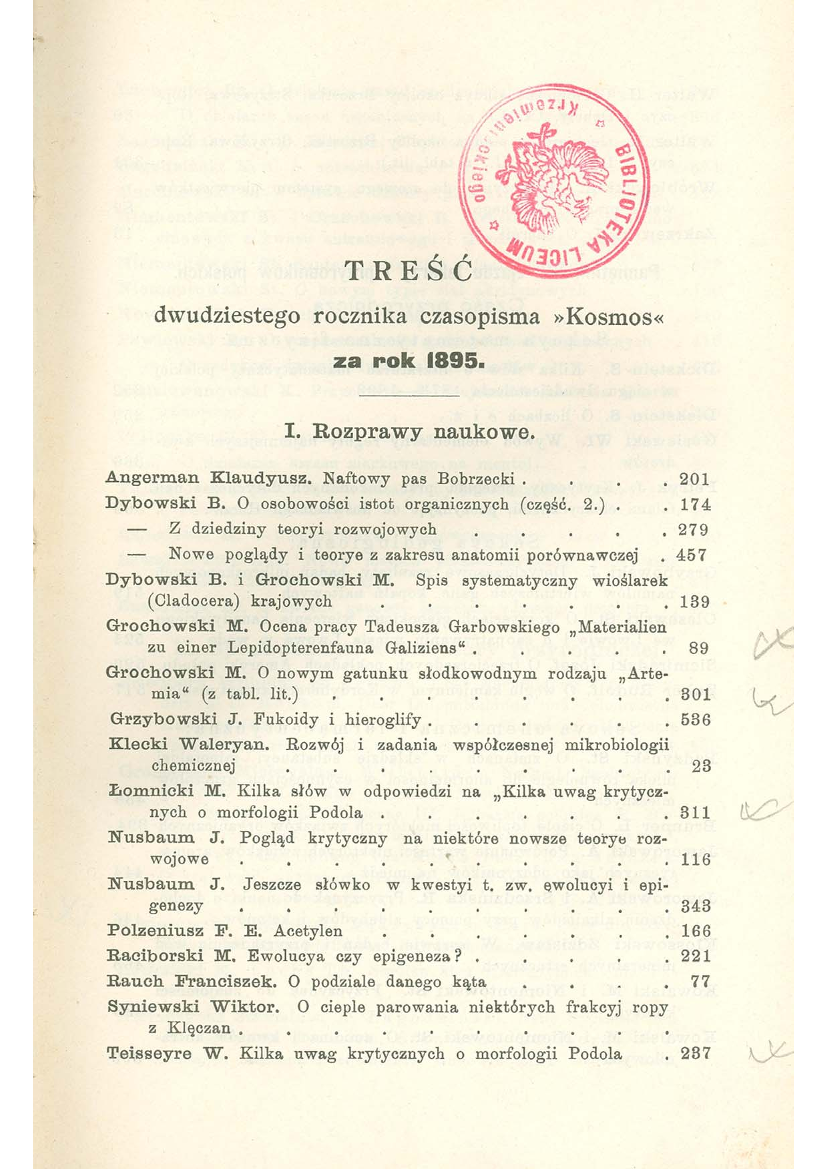 BIBLIOTEKA LICEUM
Krzemienieckiego
TREŚĆ
dwudziestego rocznika czasopisma »Kosmos«
za rok 1895.
I. Rozprawy naukowe.
Angerman Klaudyusz. Naftowy pas Bobrzecki . . . . 201
Dybowski B. O osobowości istot organicznych (część. 2.) . . 174
— Z dziedziny teoryi rozwojowych . . . . . 279
— Nowe poglądy i teorye z zakresu anatomii porównawczej . 457
Dybowski B. i Grochowski M. Spis systematyczny wioślarek
(Cladocera) krajowych . . . . . . . 139
Grochowski M. Ocena pracy Tadeusza Garbowskiego „Materialien
zu einer Lepidopterenfauna Galiziens“ . . . . . 89
Grochowski M. O nowym gatunku słodkowodnym rodzaju „Arte-
mia“ (z tabl. lit.) . . . . . . . . 301
Grzybowski J. Fukoidy i hieroglify . . . . . . 536
Klecki Waleryan. Rozwój i zadania współczesnej mikrobiologii
chemicznej . . . . . . . . . 23
Łomnicki M. Kilka słów w odpowiedzi na „Kilka uwag krytycz-
nych o morfologii Podola . . . . . . . 311
Nusbaum J. Pogląd krytyczny na niektóre nowsze teorye roz-
wojowe . . . . . . . . . . 116
Nusbaum J. Jeszcze słówko w kwestyi t. zw. ewolucyi i epi-
genezy . . . . . . . . . . 343
Polzeniusz F. E. Acetylen . . . . . . . 166
Raciborski M. Ewolucya czy epigeneza? . . . . . 221
Rauch Franciszek. O podziale danego kąta . . . . 77
Syniewski Wiktor. O cieple parowania niektórych frakcyj ropy
z Klęczan . . . . . . . . . .
Teisseyre W. Kilka uwag krytycznych o morfologii Podola . 237